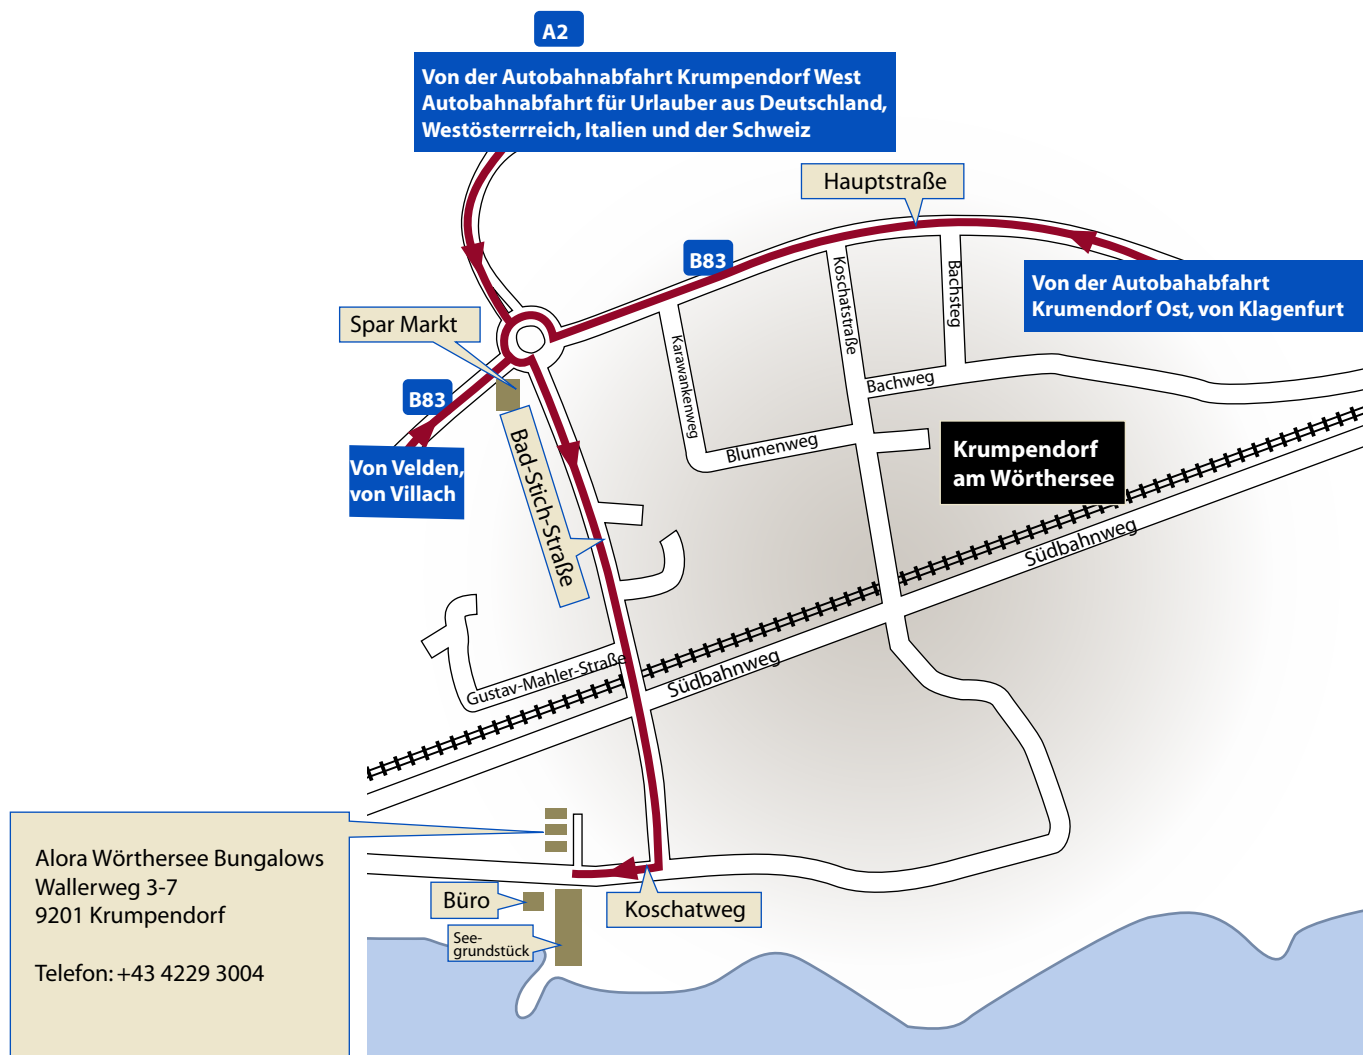 A2
Von der Autobahnabfahrt Krumpendorf West
Autobahnabfahrt für Urlauber aus Deutschland,
Westösterrreich, Italien und der Schweiz
Hauptstraße
B83
Von der Autobahabfahrt
Krumendorf Ost, von Klagenfurt
Koschatstraße
Bachsteg
Spar Markt
Karawankenweg
Bachweg
B83
Blumenweg
Krumpendorf
am Wörthersee
Von Velden,
von Villach
Bad-Stich-Straße
Südbahnweg
Gustav-Mahler-Straße
Südbahnweg
Alora Wörthersee Bungalows
Wallerweg 3-7
9201 Krumpendorf
Telefon: +43 4229 3004
Büro
Koschatweg
See-
grundstück